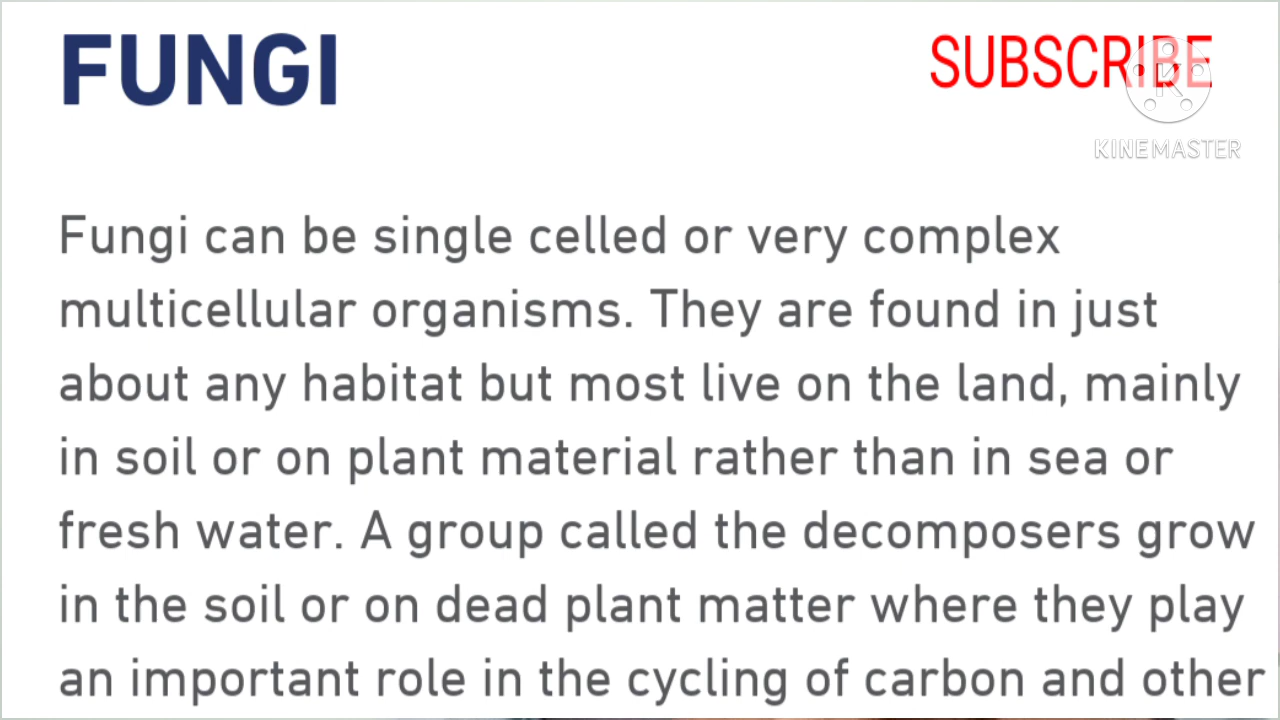 FUNGI
SUBSCRIBE
KINEMASTER
Fungi can be single celled or very complex
multicellular organisms. They are found in just
about any habitat but most live on the land, mainly
in soil or on plant material rather than in sea or
fresh water. A group called the decomposers grow
in the soil or on dead plant matter where they play
an important role in the cycling of carbon and other